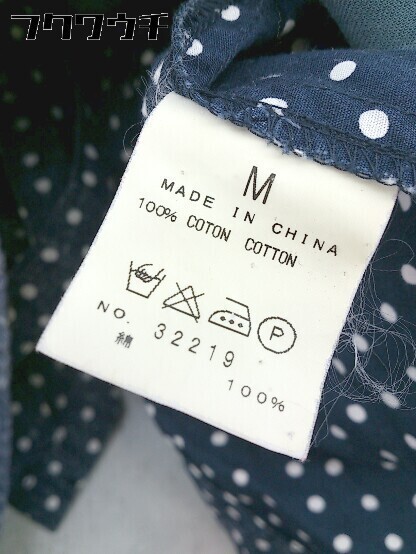 フクワウチ
M
MADE IN CHINA
100% COTON COTTON
P
NO. 32219
綿 100%